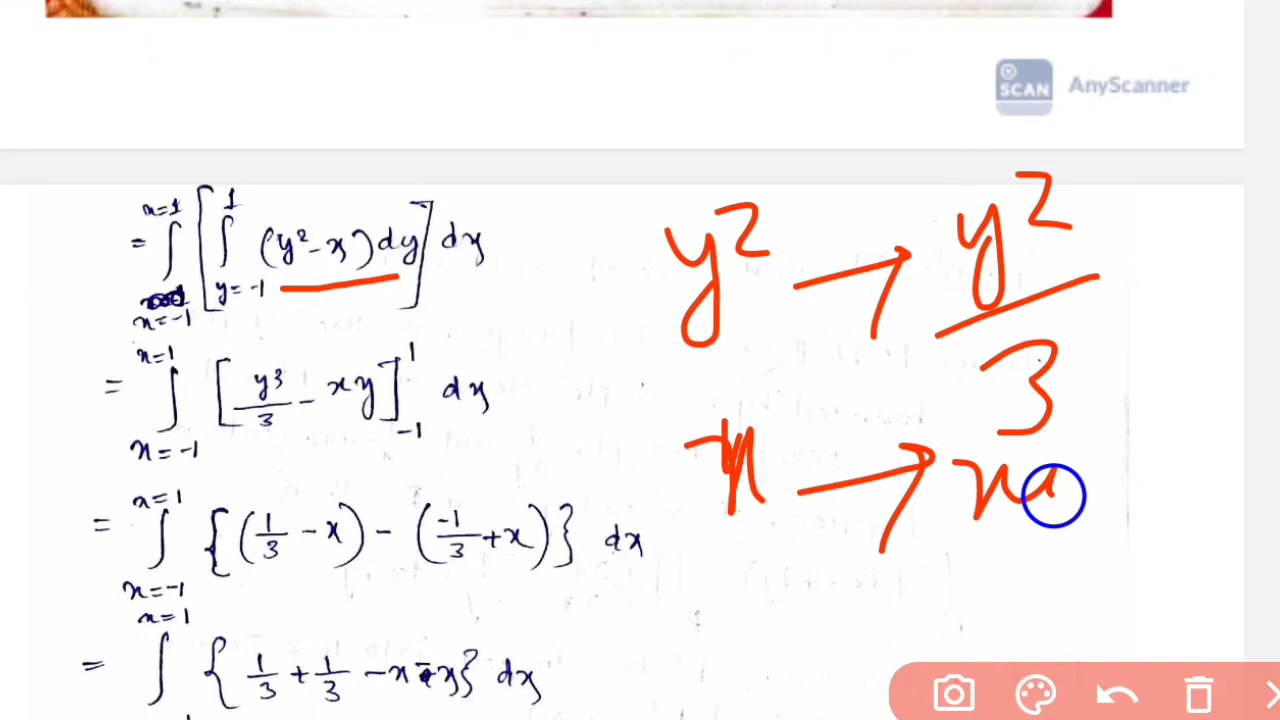 SCAN AnyScanner
= ∫_{x=-1}^{x=1} [ ∫_{y=-1}^{1} (y² - x) dy ] dx
= ∫_{x=-1}^{x=1} [ y³/3 - xy ]_{-1}^{1} dx
= ∫_{x=-1}^{x=1} { (1/3 - x) - (-1/3 + x) } dx
= ∫^{x=1} { 1/3 + 1/3 - x - x } dx
y² → y²/3
x → x